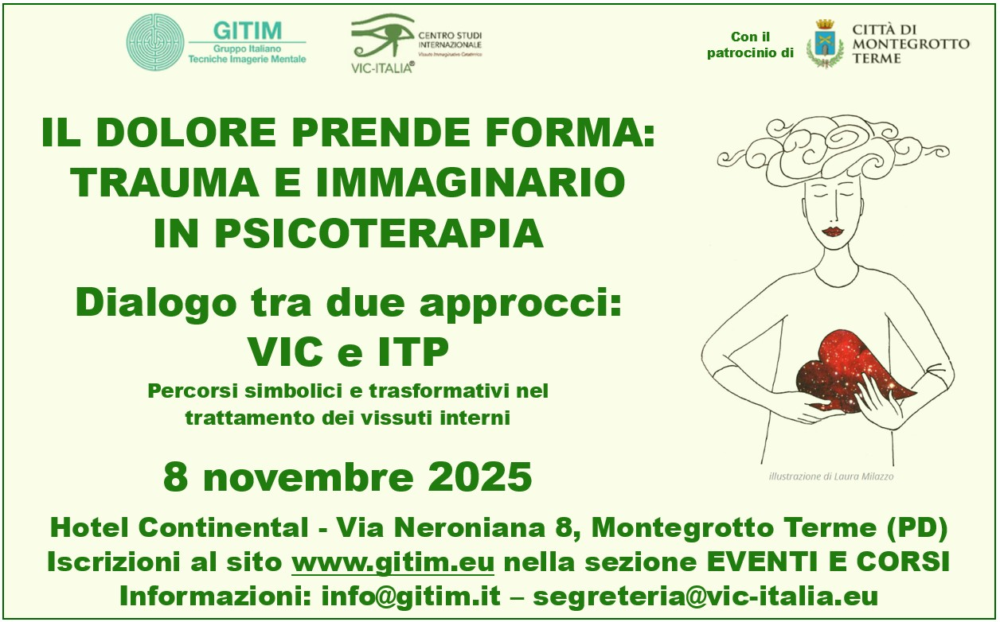 GITIM
Gruppo Italiano
Tecniche Imagerie Mentale
CENTRO STUDI
INTERNAZIONALE
Vissuto Immaginativo Catatimico
VIC-ITALIA®
Con il
patrocinio di
CITTÀ DI
MONTEGROTTO
TERME
IL DOLORE PRENDE FORMA:
TRAUMA E IMMAGINARIO
IN PSICOTERAPIA
Dialogo tra due approcci:
VIC e ITP
Percorsi simbolici e trasformativi nel
trattamento dei vissuti interni
8 novembre 2025
illustrazione di Laura Milazzo
Hotel Continental - Via Neroniana 8, Montegrotto Terme (PD)
Iscrizioni al sito www.gitim.eu nella sezione EVENTI E CORSI
Informazioni: info@gitim.it – segreteria@vic-italia.eu